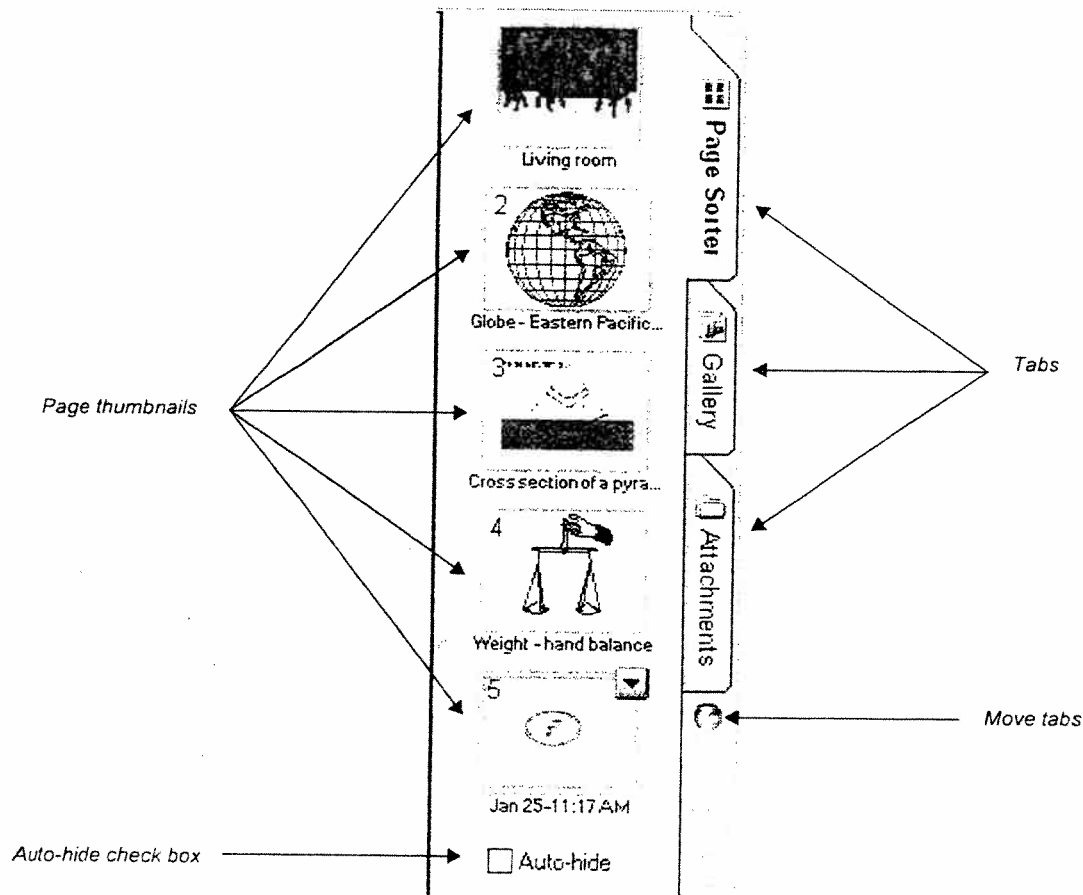 Living room
2
Globe - Eastern Pacific...
3
Cross section of a pyra...
4
Weight - hand balance
5
Jan 25-11:17 AM
Auto-hide
Page Sorter
Gallery
Attachments
Page thumbnails
Auto-hide check box
Tabs
Move tabs